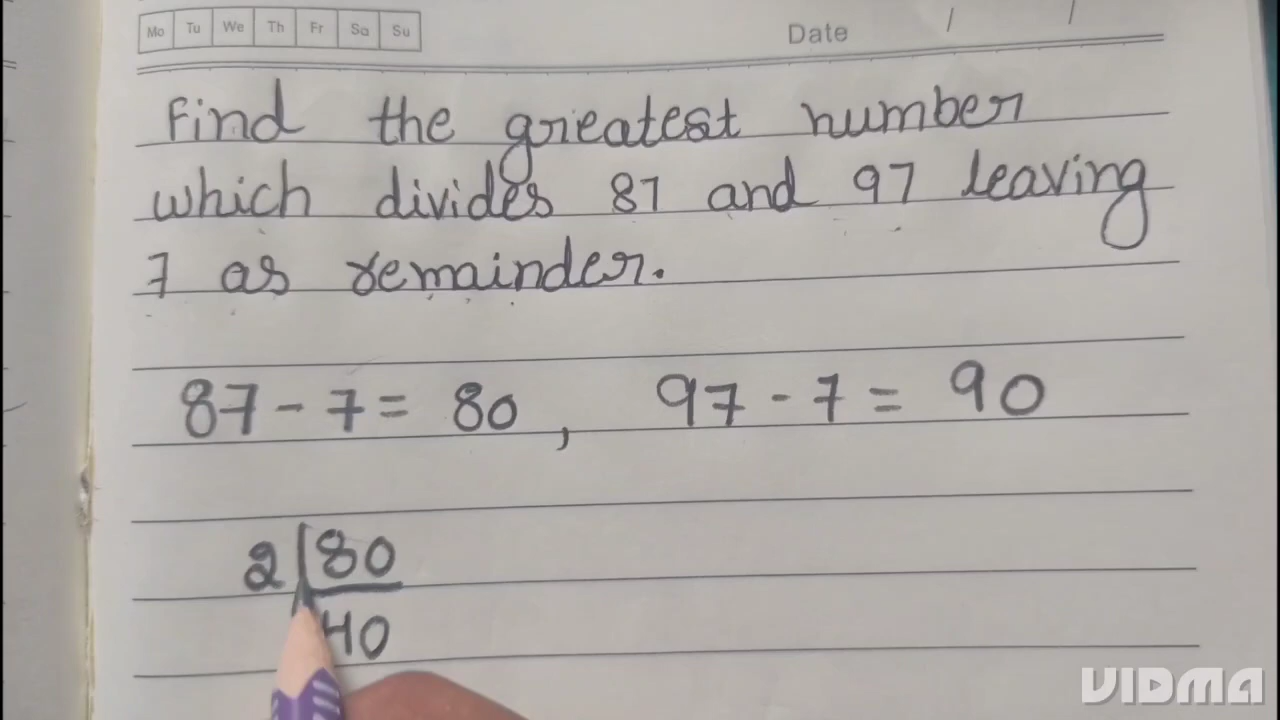 Mo Tu We Th Fr Sa Su
Date / /
Find the greatest number
which divides 87 and 97 leaving
7 as remainder.
87 - 7 = 80 , 97 - 7 = 90
2 80
40
VIDMA